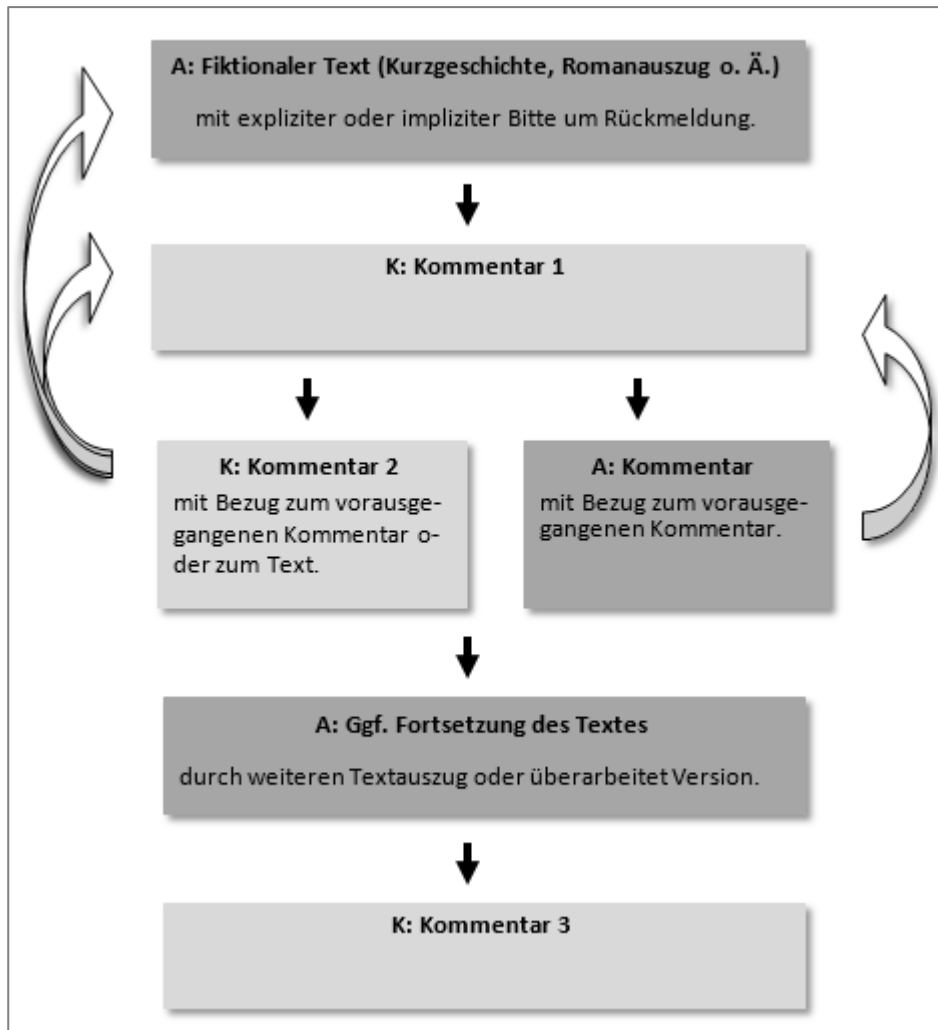 A: Fiktionaler Text (Kurzgeschichte, Romanauszug o. Ä.)
mit expliziter oder impliziter Bitte um Rückmeldung.
K: Kommentar 1
K: Kommentar 2
mit Bezug zum vorausge-
gangenen Kommentar o-
der zum Text.
A: Kommentar
mit Bezug zum vorausge-
gangenen Kommentar.
A: Ggf. Fortsetzung des Textes
durch weiteren Textauszug oder überarbeitet Version.
K: Kommentar 3